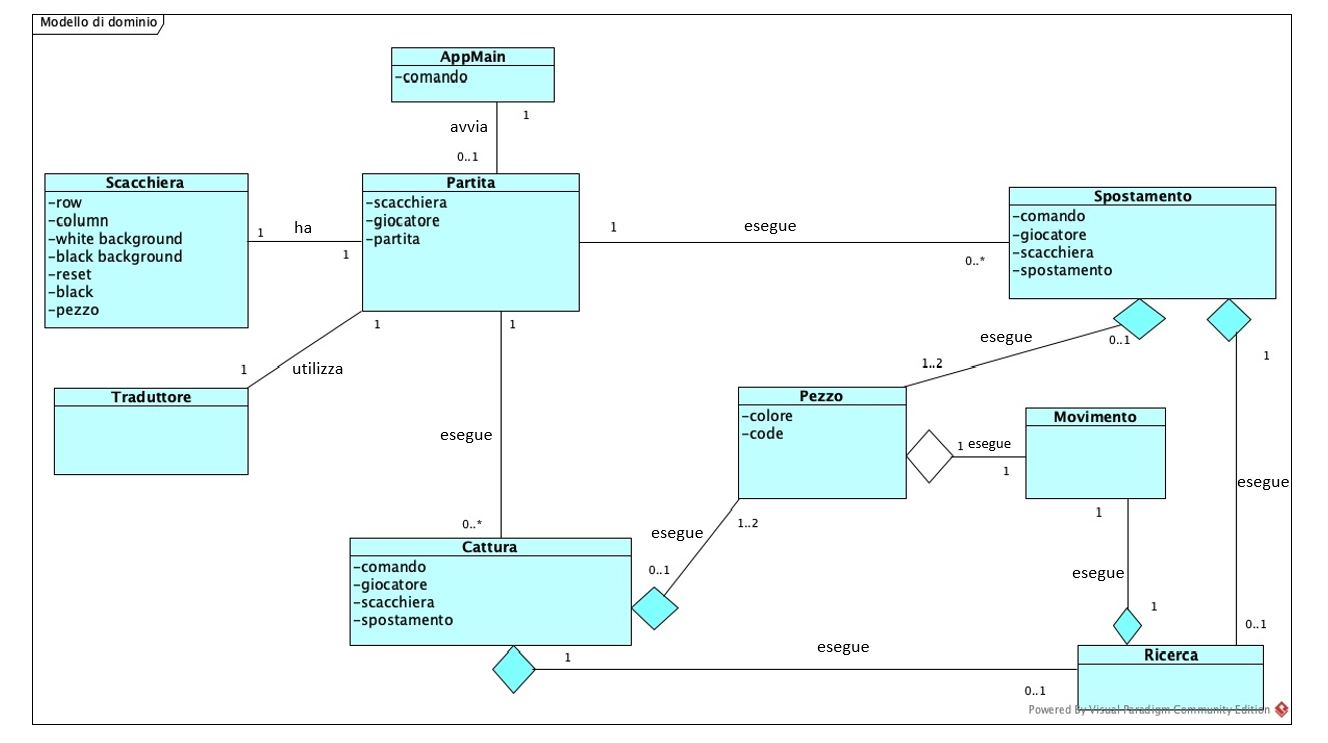 Modello di dominio
AppMain
-comando
1
avvia
0..1
Scacchiera
-row
-column
-white background
-black background
-reset
-black
-pezzo
1
ha
1
Partita
-scacchiera
-giocatore
-partita
1
esegue
0..*
Spostamento
-comando
-giocatore
-scacchiera
-spostamento
1
utilizza
1
Traduttore
1
esegue
0..*
0..1
esegue
1..2
1
esegue
0..1
Pezzo
-colore
-code
1 esegue
1
Movimento
1
esegue
1
1..2
esegue
0..1
Cattura
-comando
-giocatore
-scacchiera
-spostamento
1
esegue
0..1
Ricerca
Powered By Visual Paradigm Community Edition